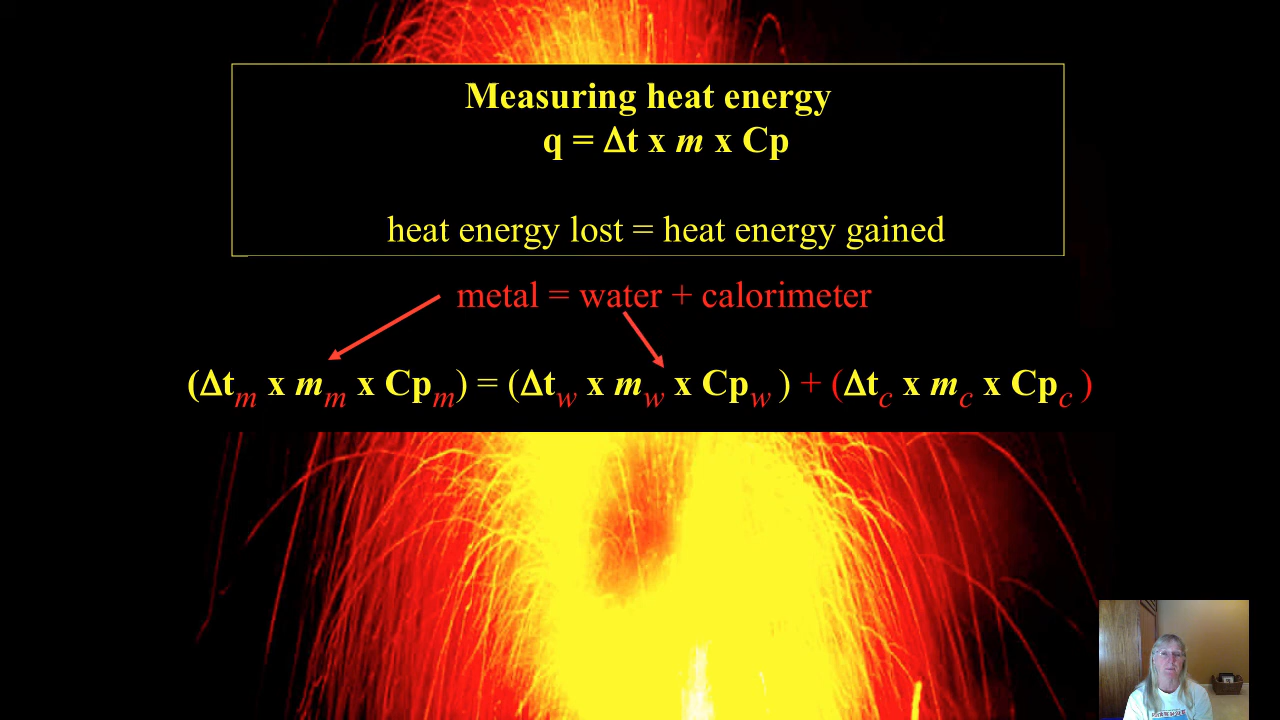 Measuring heat energy
q = Δt x m x Cp
heat energy lost = heat energy gained
metal = water + calorimeter
(Δtm x mm x Cpm) = (Δtw x mw x Cpw ) + (Δtc x mc x Cpc )